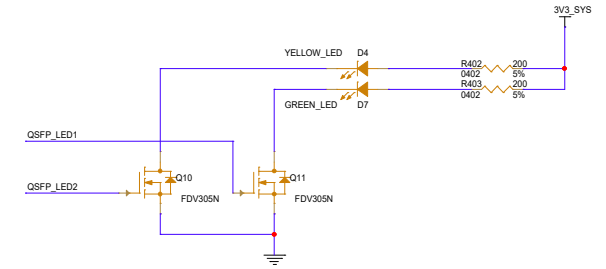 3V3_SYS
YELLOW_LED D4
R402 200
0402 5%
R403 200
0402 5%
GREEN_LED D7
QSFP_LED1
Q10 Q11
QSFP_LED2
FDV305N FDV305N